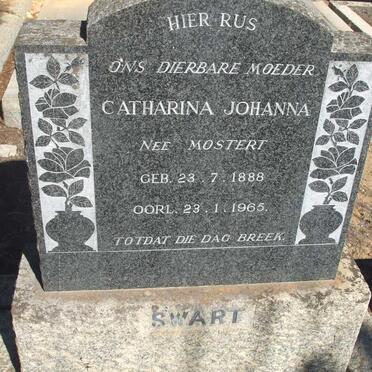 HIER RUS
ONS DIERBARE MOEDER
CATHARINA JOHANNA
NEE MOSTERT
GEB. 23. 7. 1888
OORL. 23. 1. 1965.
TOTDAT DIE DAG BREEK.
SWART